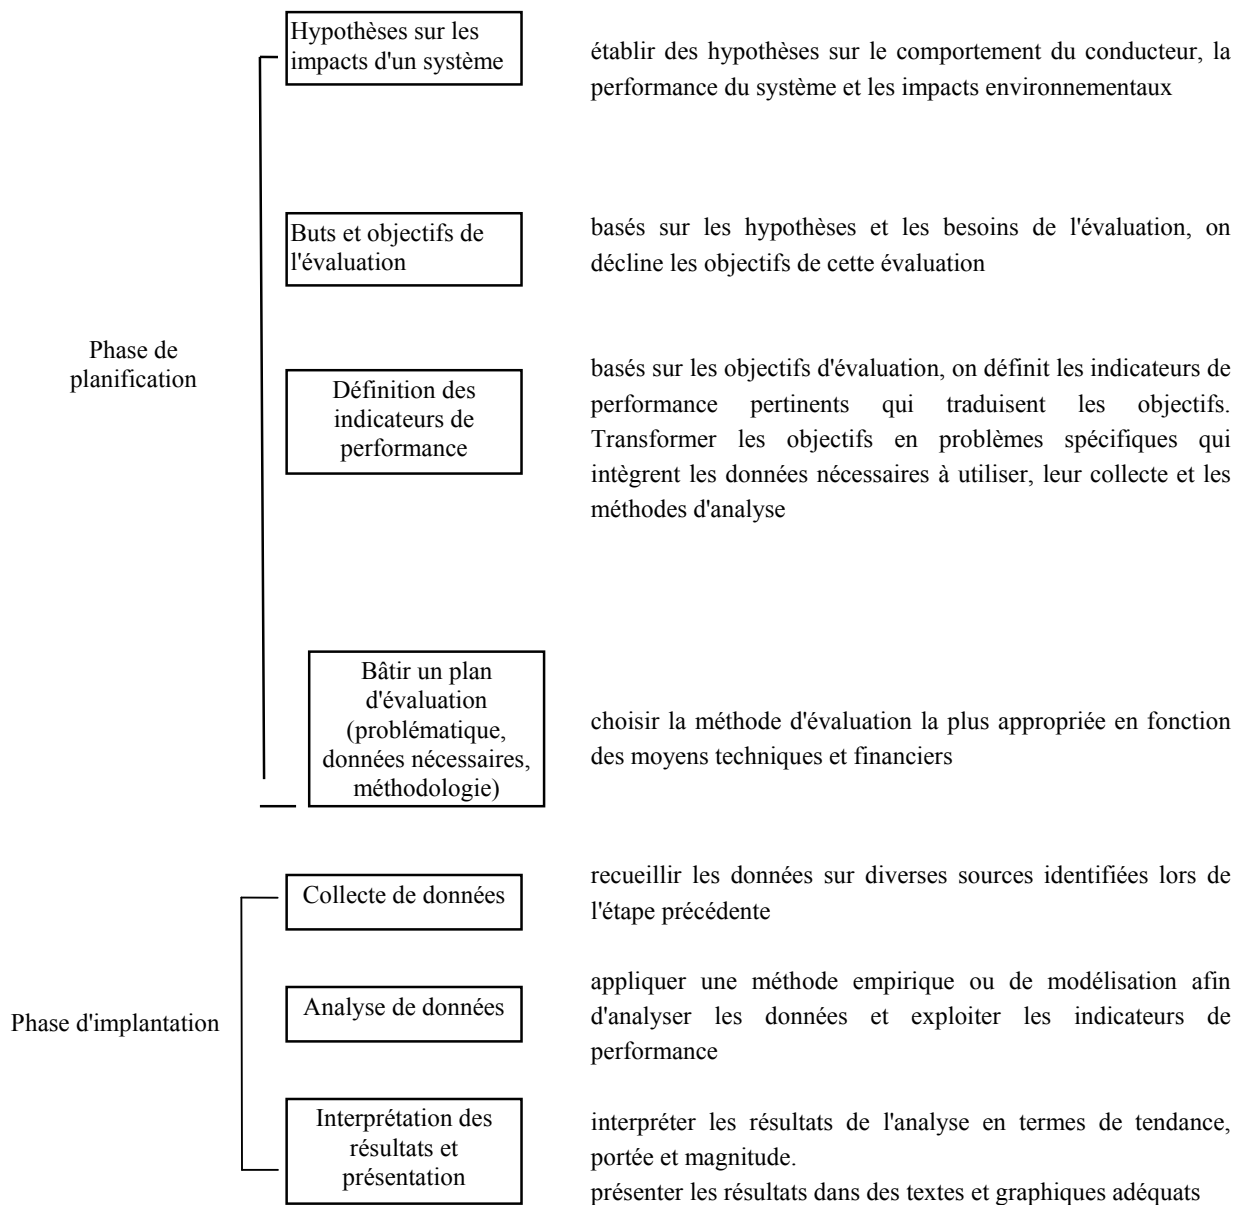 Hypothèses sur les
impacts d'un système
établir des hypothèses sur le comportement du conducteur, la
performance du système et les impacts environnementaux
Buts et objectifs de
l'évaluation
basés sur les hypothèses et les besoins de l'évaluation, on
décline les objectifs de cette évaluation
Phase de
planification
Définition des
indicateurs de
performance
basés sur les objectifs d'évaluation, on définit les indicateurs de
performance pertinents qui traduisent les objectifs.
Transformer les objectifs en problèmes spécifiques qui
intègrent les données nécessaires à utiliser, leur collecte et les
méthodes d'analyse
Bâtir un plan
d'évaluation
(problématique,
données nécessaires,
méthodologie)
choisir la méthode d'évaluation la plus appropriée en fonction
des moyens techniques et financiers
Collecte de données
recueillir les données sur diverses sources identifiées lors de
l'étape précédente
Phase d'implantation
Analyse de données
appliquer une méthode empirique ou de modélisation afin
d'analyser les données et exploiter les indicateurs de
performance
Interprétation des
résultats et
présentation
interpréter les résultats de l'analyse en termes de tendance,
portée et magnitude.
présenter les résultats dans des textes et graphiques adéquats